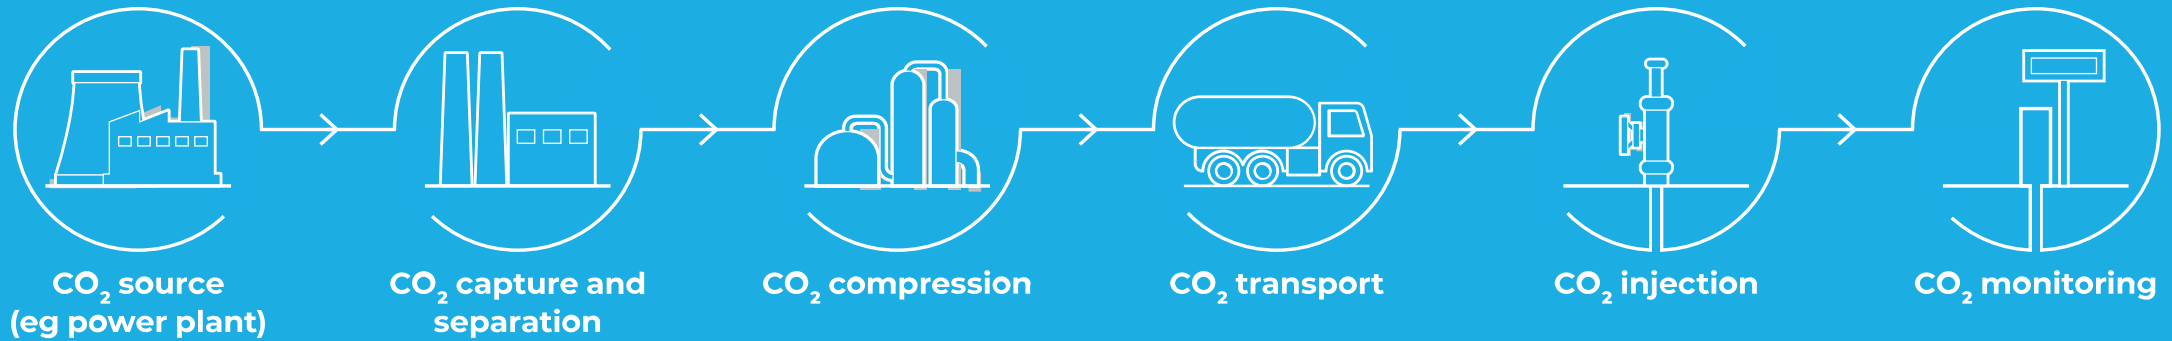 CO₂ source
(eg power plant)
CO₂ capture and
separation
CO₂ compression
CO₂ transport
CO₂ injection
CO₂ monitoring